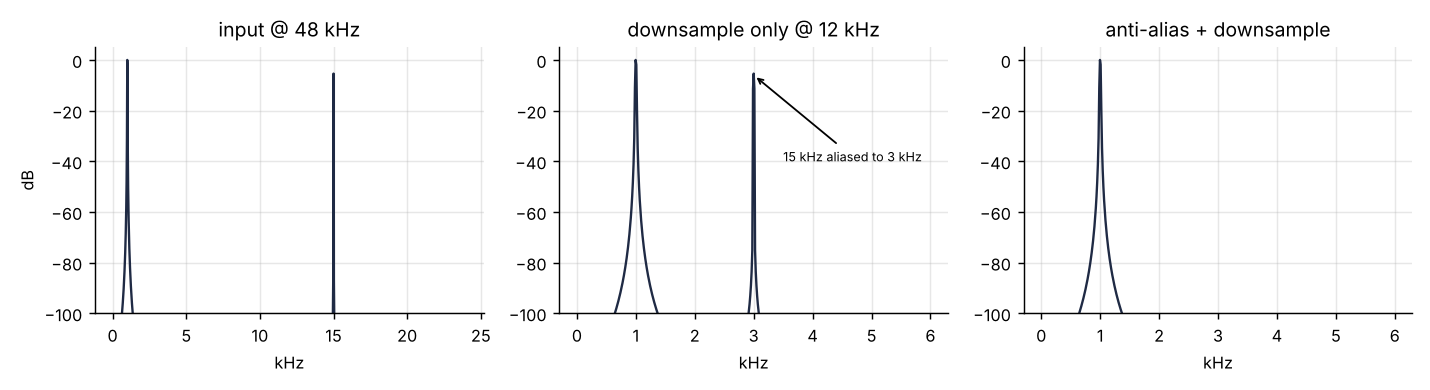 input @ 48 kHz
0
−20
−40
−60
−80
−100
dB
0 5 10 15 20 25
kHz
downsample only @ 12 kHz
0
−20
−40
−60
−80
−100
15 kHz aliased to 3 kHz
0 1 2 3 4 5 6
kHz
anti-alias + downsample
0
−20
−40
−60
−80
−100
0 1 2 3 4 5 6
kHz